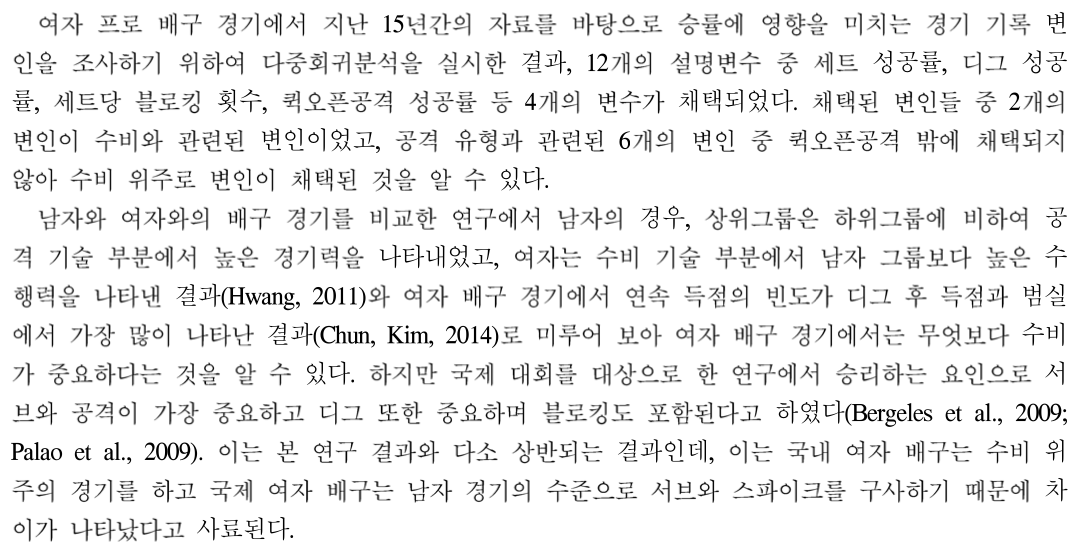 여자 프로 배구 경기에서 지난 15년간의 자료를 바탕으로 승률에 영향을 미치는 경기 기록 변
인을 조사하기 위하여 다중회귀분석을 실시한 결과, 12개의 설명변수 중 세트 성공률, 디그 성공
률, 세트당 블로킹 횟수, 퀵오픈공격 성공률 등 4개의 변수가 채택되었다. 채택된 변인들 중 2개의
변인이 수비와 관련된 변인이었고, 공격 유형과 관련된 6개의 변인 중 퀵오픈공격 밖에 채택되지
않아 수비 위주로 변인이 채택된 것을 알 수 있다.
남자와 여자와의 배구 경기를 비교한 연구에서 남자의 경우, 상위그룹은 하위그룹에 비하여 공
격 기술 부분에서 높은 경기력을 나타내었고, 여자는 수비 기술 부분에서 남자 그룹보다 높은 수
행력을 나타낸 결과(Hwang, 2011)와 여자 배구 경기에서 연속 득점의 빈도가 디그 후 득점과 범실
에서 가장 많이 나타난 결과(Chun, Kim, 2014)로 미루어 보아 여자 배구 경기에서는 무엇보다 수비
가 중요하다는 것을 알 수 있다. 하지만 국제 대회를 대상으로 한 연구에서 승리하는 요인으로 서
브와 공격이 가장 중요하고 디그 또한 중요하며 블로킹도 포함된다고 하였다(Bergeles et al., 2009;
Palao et al., 2009). 이는 본 연구 결과와 다소 상반되는 결과인데, 이는 국내 여자 배구는 수비 위
주의 경기를 하고 국제 여자 배구는 남자 경기의 수준으로 서브와 스파이크를 구사하기 때문에 차
이가 나타났다고 사료된다.